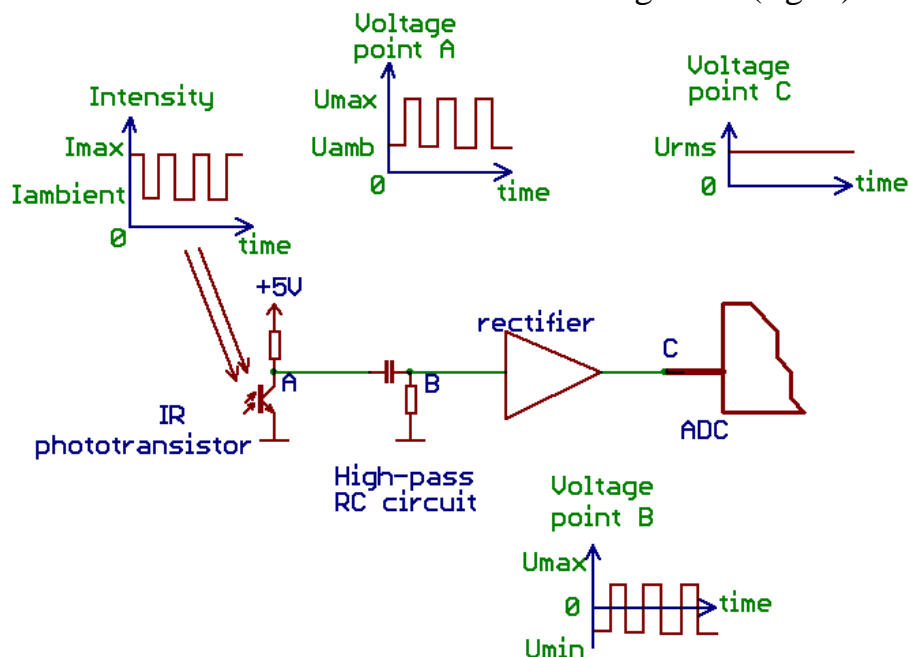 Voltage
point A
Umax
Uamb
0
time
Intensity
Imax
Iambient
0
time
Voltage
point C
Urms
0
time
+5V
A
IR
phototransistor
B
High-pass
RC circuit
rectifier
C
ADC
Voltage
point B
Umax
0
time
Umin